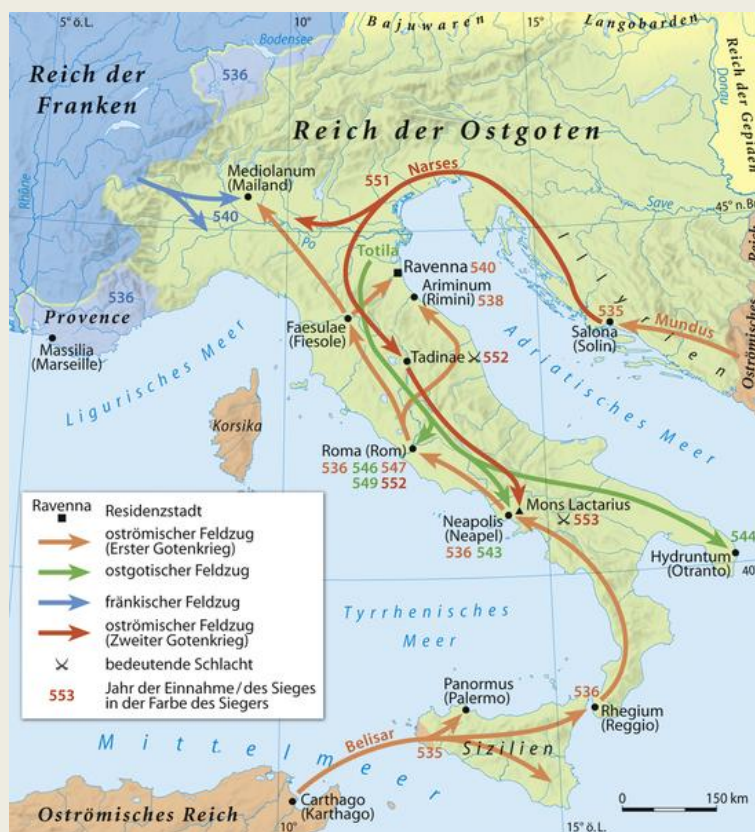 5° ö.L.
10°
15°
Bajuwaren
Langobarden
Bodensee
536
Reich der
Franken
Donau
Reich der Gepiden
Reich der Ostgoten
Rhône
Mediolanum
(Mailand)
551
Narses
540
Po
Save
45° n.Br.
Totila
Ravenna 540
Ariminum
(Rimini) 538
Illyrien
Reich
536
Provence
Massilia
(Marseille)
Faesulae
(Fiesole)
535
Salona
(Solin)
Mundus
Oströmisches
Tadinae
552
Ligurisches Meer
Adriatisches Meer
Korsika
Roma (Rom)
536 546 547
549 552
Mons Lactarius
553
Neapolis
(Neapel)
536 543
544
Hydruntum
(Otranto)
40
Ravenna
Residenzstadt
oströmischer Feldzug
(Erster Gotenkrieg)
ostgotischer Feldzug
fränkischer Feldzug
oströmischer Feldzug
(Zweiter Gotenkrieg)
bedeutende Schlacht
553
Jahr der Einnahme/des Sieges
in der Farbe des Siegers
Tyrrhenisches
Meer
Panormus
(Palermo)
536
Rhegium
(Reggio)
Belisar
535
Sizilien
Mittelmeer
Oströmisches Reich
Carthago
(Karthago)
10°
15° ö.L.
0 150 km